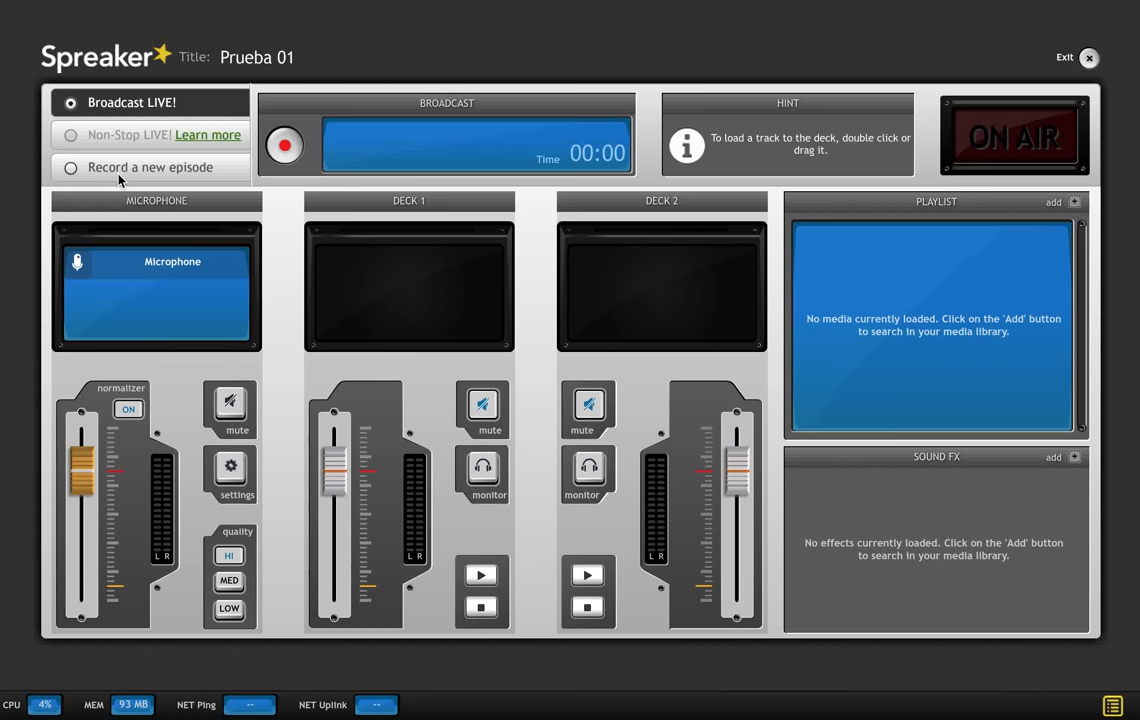 Spreaker Title: Prueba 01
Exit
Broadcast LIVE!
Non-Stop LIVE! Learn more
Record a new episode
BROADCAST
Time 00:00
HINT
To load a track to the deck, double click or
drag it.
ON AIR
MICROPHONE
Microphone
normalizer
ON
mute
settings
quality
HI
MED
LOW
L R
DECK 1
mute
monitor
L R
DECK 2
mute
monitor
L R
PLAYLIST
add
No media currently loaded. Click on the 'Add' button
to search in your media library.
SOUND FX
add
No effects currently loaded. Click on the 'Add' button
to search in your media library.
CPU 4% MEM 93 MB NET Ping -- NET Uplink --